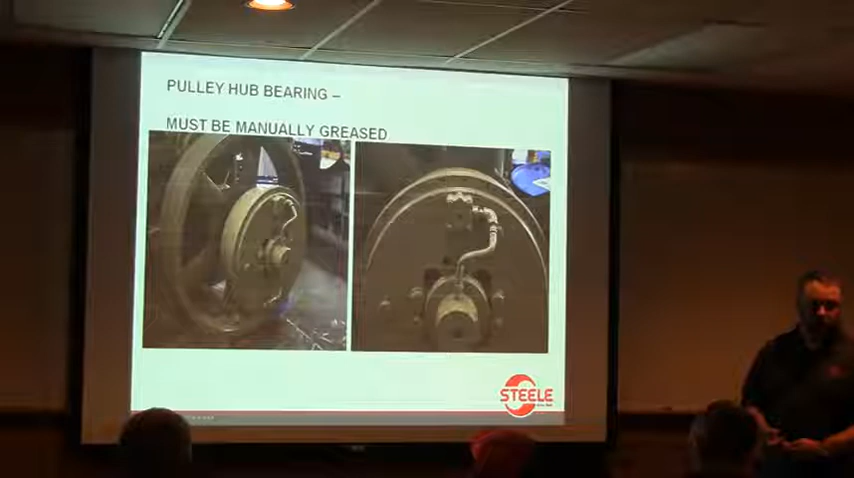 PULLEY HUB BEARING –
MUST BE MANUALLY GREASED
STEELE